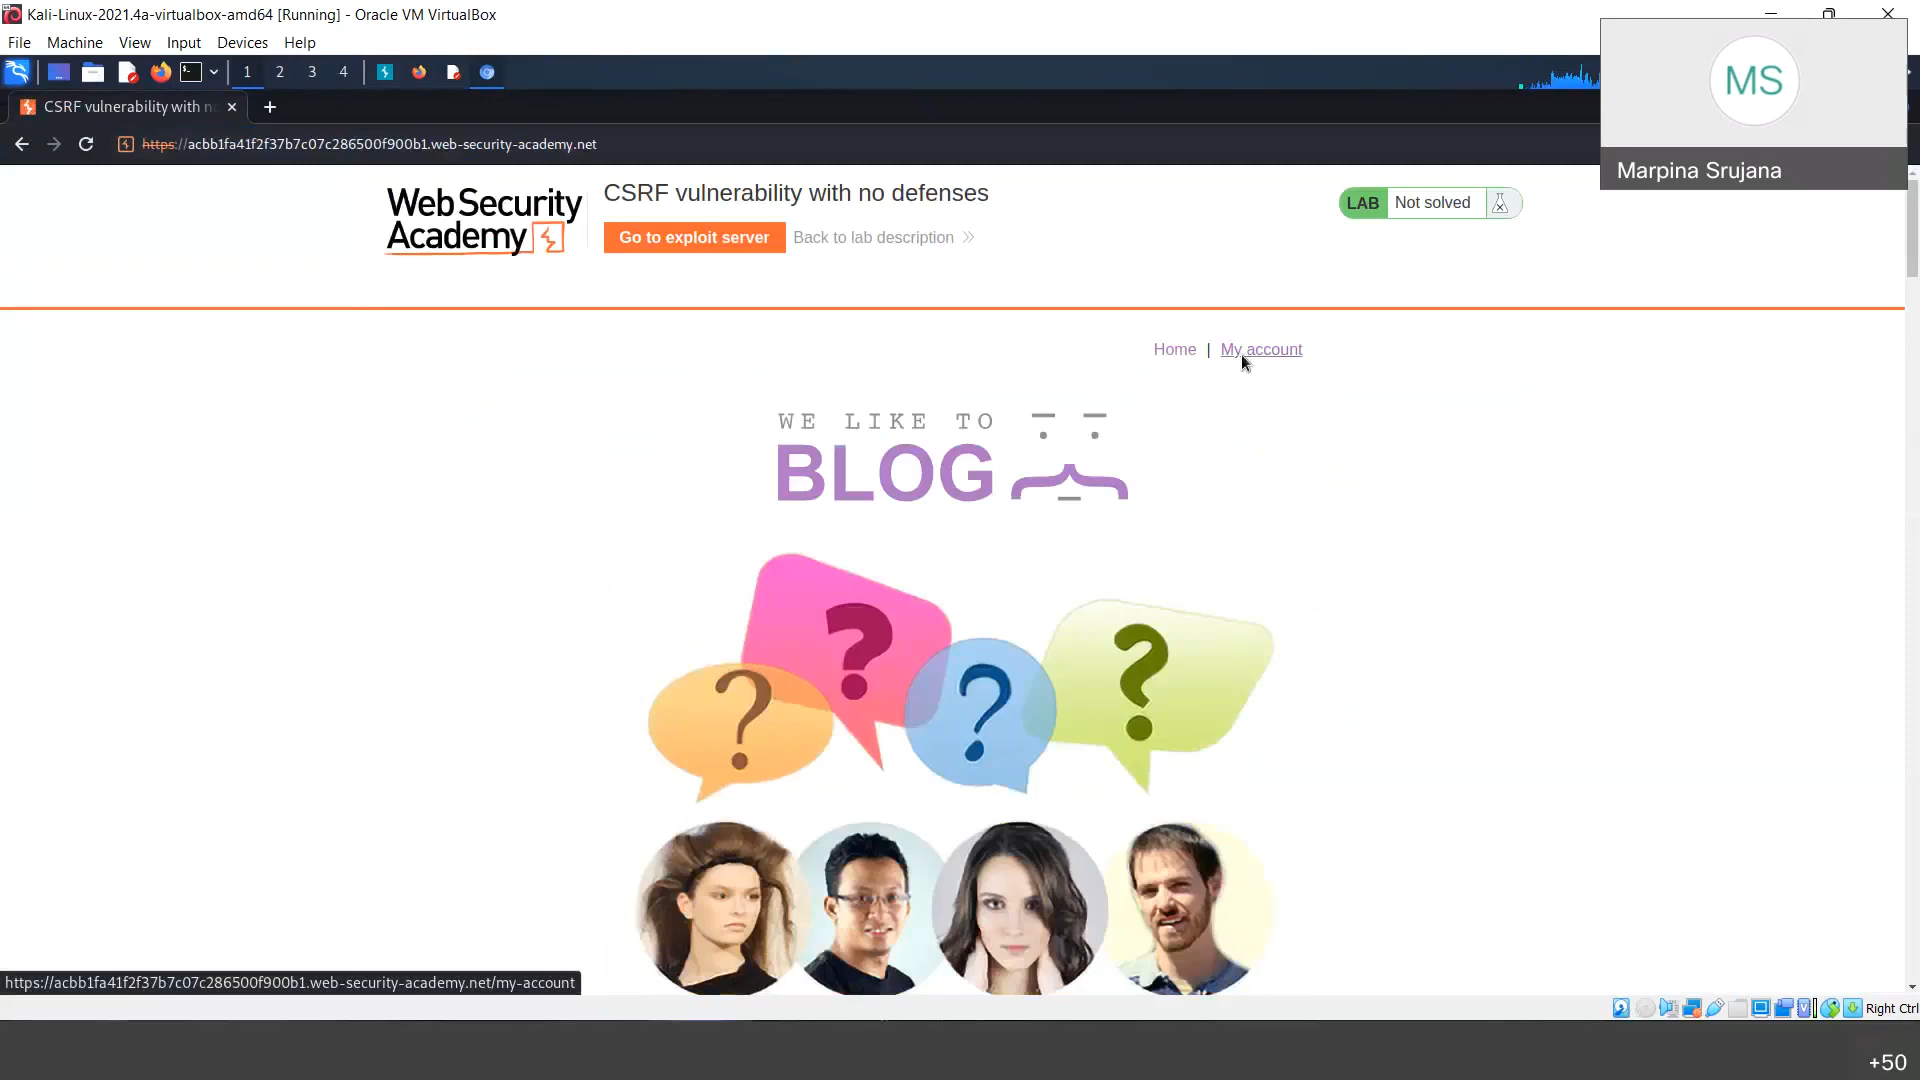 Kali-Linux-2021.4a-virtualbox-amd64 [Running] - Oracle VM VirtualBox
File Machine View Input Devices Help
1 2 3 4
CSRF vulnerability with no
https://acbb1fa41f2f37b7c07c286500f900b1.web-security-academy.net
MS
Marpina Srujana
Web Security
Academy
CSRF vulnerability with no defenses
Go to exploit server
Back to lab description
LAB Not solved
Home | My account
WE LIKE TO
BLOG
? ? ? ?
https://acbb1fa41f2f37b7c07c286500f900b1.web-security-academy.net/my-account
Right Ctrl
+50